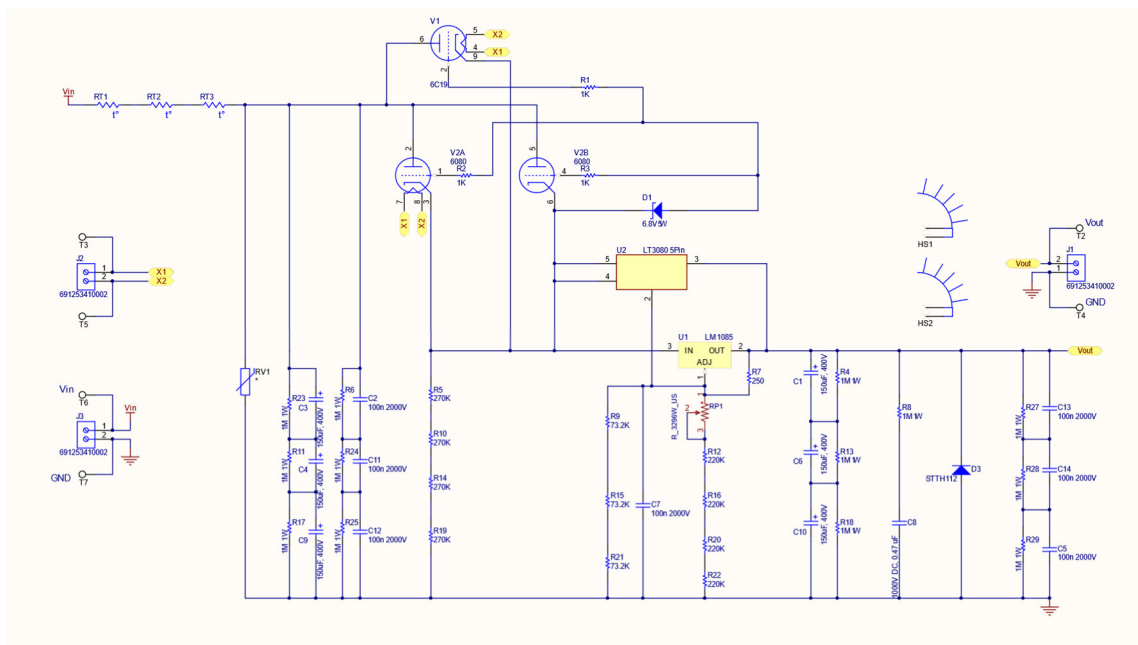 V1
5
X2
6
4
X1
9
2
6C19
R1
1K
Vin
RT1
RT2
RT3
t°
t°
t°
2
5
V2A
6080
R2
1
1K
V2B
6080
4
R3
1K
7
8
3
6
X1
X2
D1
6.8V5W
U2
LT3080 5Pin
5
4
3
2
HS1
HS2
Vout
T2
J1
Vout
2
1
691253410002
GND
T4
T3
J2
1
2
X1
X2
691253410002
T5
U1
LM1085
3
IN
OUT
2
ADJ
1
Vout
RV1
*
Vin
T6
Vin
J3
1
2
691253410002
GND
T7
R23
1M 1W
C3
150uF, 400V
R6
1M 1W
C2
100n 2000V
R5
270K
R11
1M 1W
C4
150uF, 400V
R24
1M 1W
C11
100n 2000V
R10
270K
R14
270K
R17
1M 1W
C9
150uF, 400V
R25
1M 1W
C12
100n 2000V
R19
270K
R9
73.2K
R15
73.2K
R21
73.2K
C7
100n 2000V
R7
250
1
2
3
RP1
R_3296W_US
R12
220K
R16
220K
R20
220K
R22
220K
C1
150uF, 400V
R4
1M 1W
C6
150uF, 400V
R13
1M 1W
C10
150uF, 400V
R18
1M 1W
R8
1M 1W
C8
1000V DC, 0.47 uF
D3
STTH112
R27
1M 1W
C13
100n 2000V
R28
1M 1W
C14
100n 2000V
R29
1M 1W
C5
100n 2000V